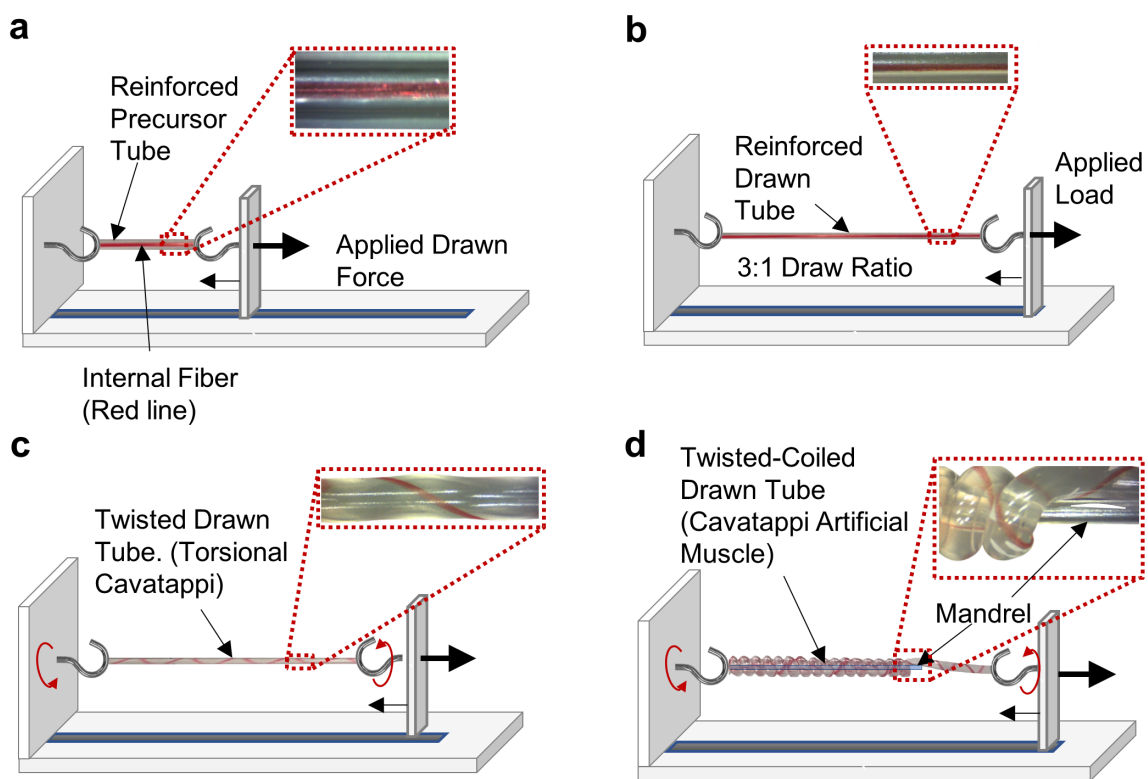 a
Reinforced
Precursor
Tube
Applied Drawn
Force
Internal Fiber
(Red line)
b
Reinforced
Drawn
Tube
Applied
Load
3:1 Draw Ratio
c
Twisted Drawn
Tube. (Torsional
Cavatappi)
d
Twisted-Coiled
Drawn Tube
(Cavatappi Artificial
Muscle)
Mandrel